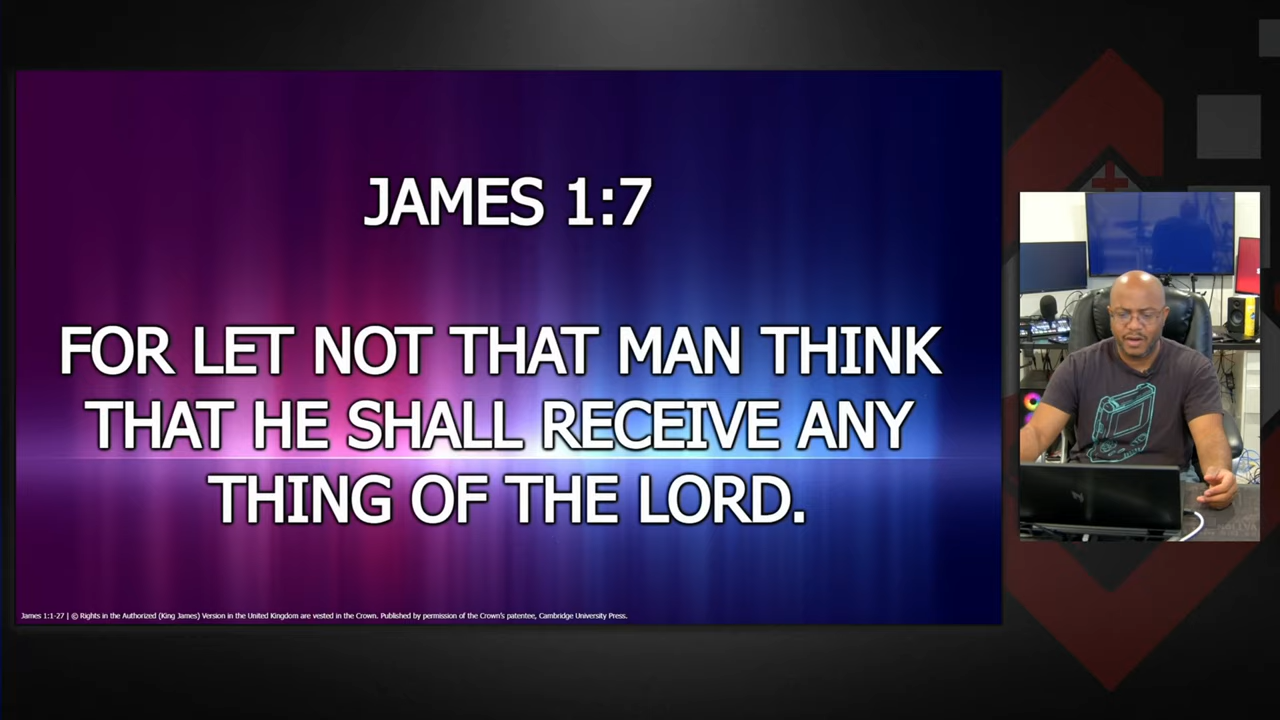 JAMES 1:7
FOR LET NOT THAT MAN THINK
THAT HE SHALL RECEIVE ANY
THING OF THE LORD.
James 1:1-27 | © Rights in the Authorized (King James) Version in the United Kingdom are vested in the Crown. Published by permission of the Crown's patentee, Cambridge University Press.